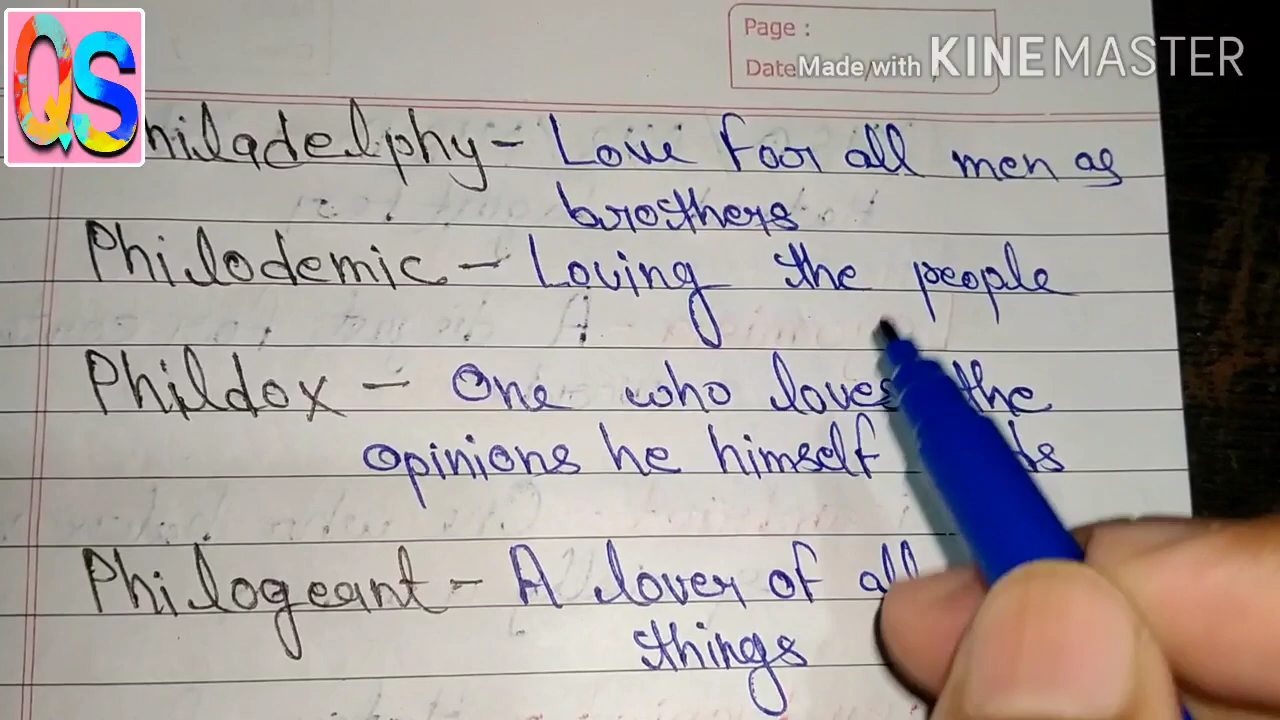 QS
Page :
Date
Made with KINEMASTER
hiladelphy - Love Foor all men as
brothers
Philodemic - Loving the people
Phildox - One who loves the
opinions he himself
Philogeant - A lover of all
things